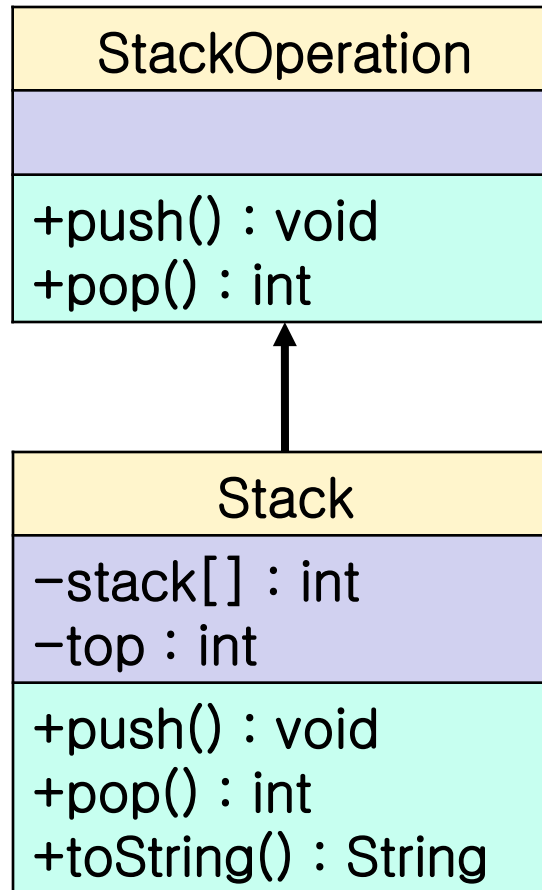 StackOperation
+push() : void
+pop() : int
Stack
-stack[] : int
-top : int
+push() : void
+pop() : int
+toString() : String